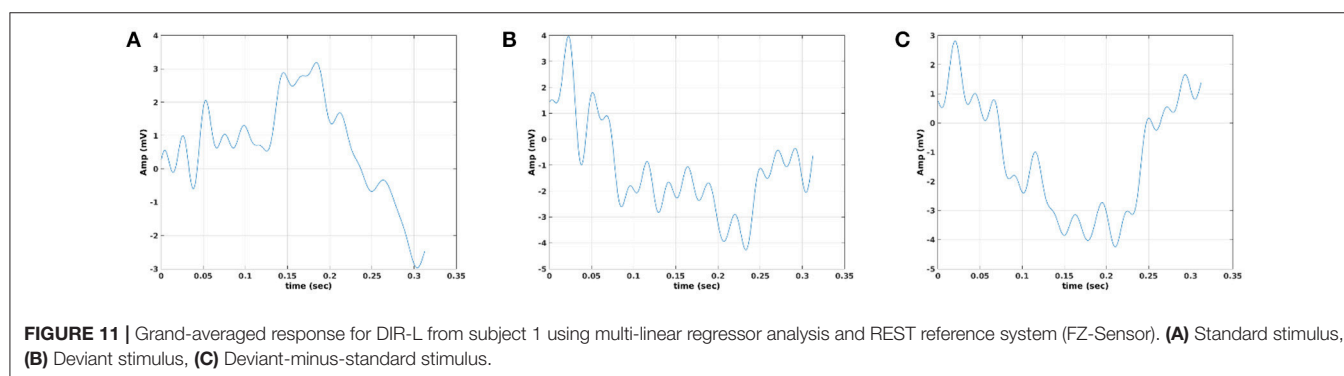 A
4
3
2
1
0
-1
-2
-3
Amp (mV)
0 0.05 0.1 0.15 0.2 0.25 0.3 0.35
time (sec)
B
4
3
2
1
0
-1
-2
-3
-4
-5
Amp (mV)
0 0.05 0.1 0.15 0.2 0.25 0.3 0.35
time (sec)
C
3
2
1
0
-1
-2
-3
-4
-5
Amp (mV)
0 0.05 0.1 0.15 0.2 0.25 0.3 0.35
time (sec)
FIGURE 11 | Grand-averaged response for DIR-L from subject 1 using multi-linear regressor analysis and REST reference system (FZ-Sensor). (A) Standard stimulus,
(B) Deviant stimulus, (C) Deviant-minus-standard stimulus.